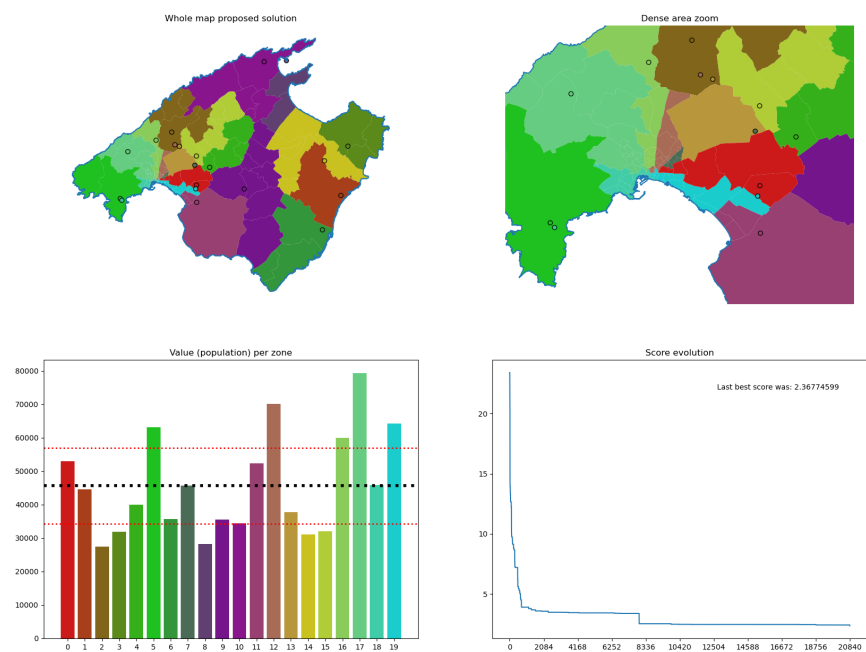 Whole map proposed solution
Dense area zoom
Value (population) per zone
80000
70000
60000
50000
40000
30000
20000
10000
0
0 1 2 3 4 5 6 7 8 9 10 11 12 13 14 15 16 17 18 19
Score evolution
Last best score was: 2.36774599
20
15
10
5
0 2084 4168 6252 8336 10420 12504 14588 16672 18756 20840